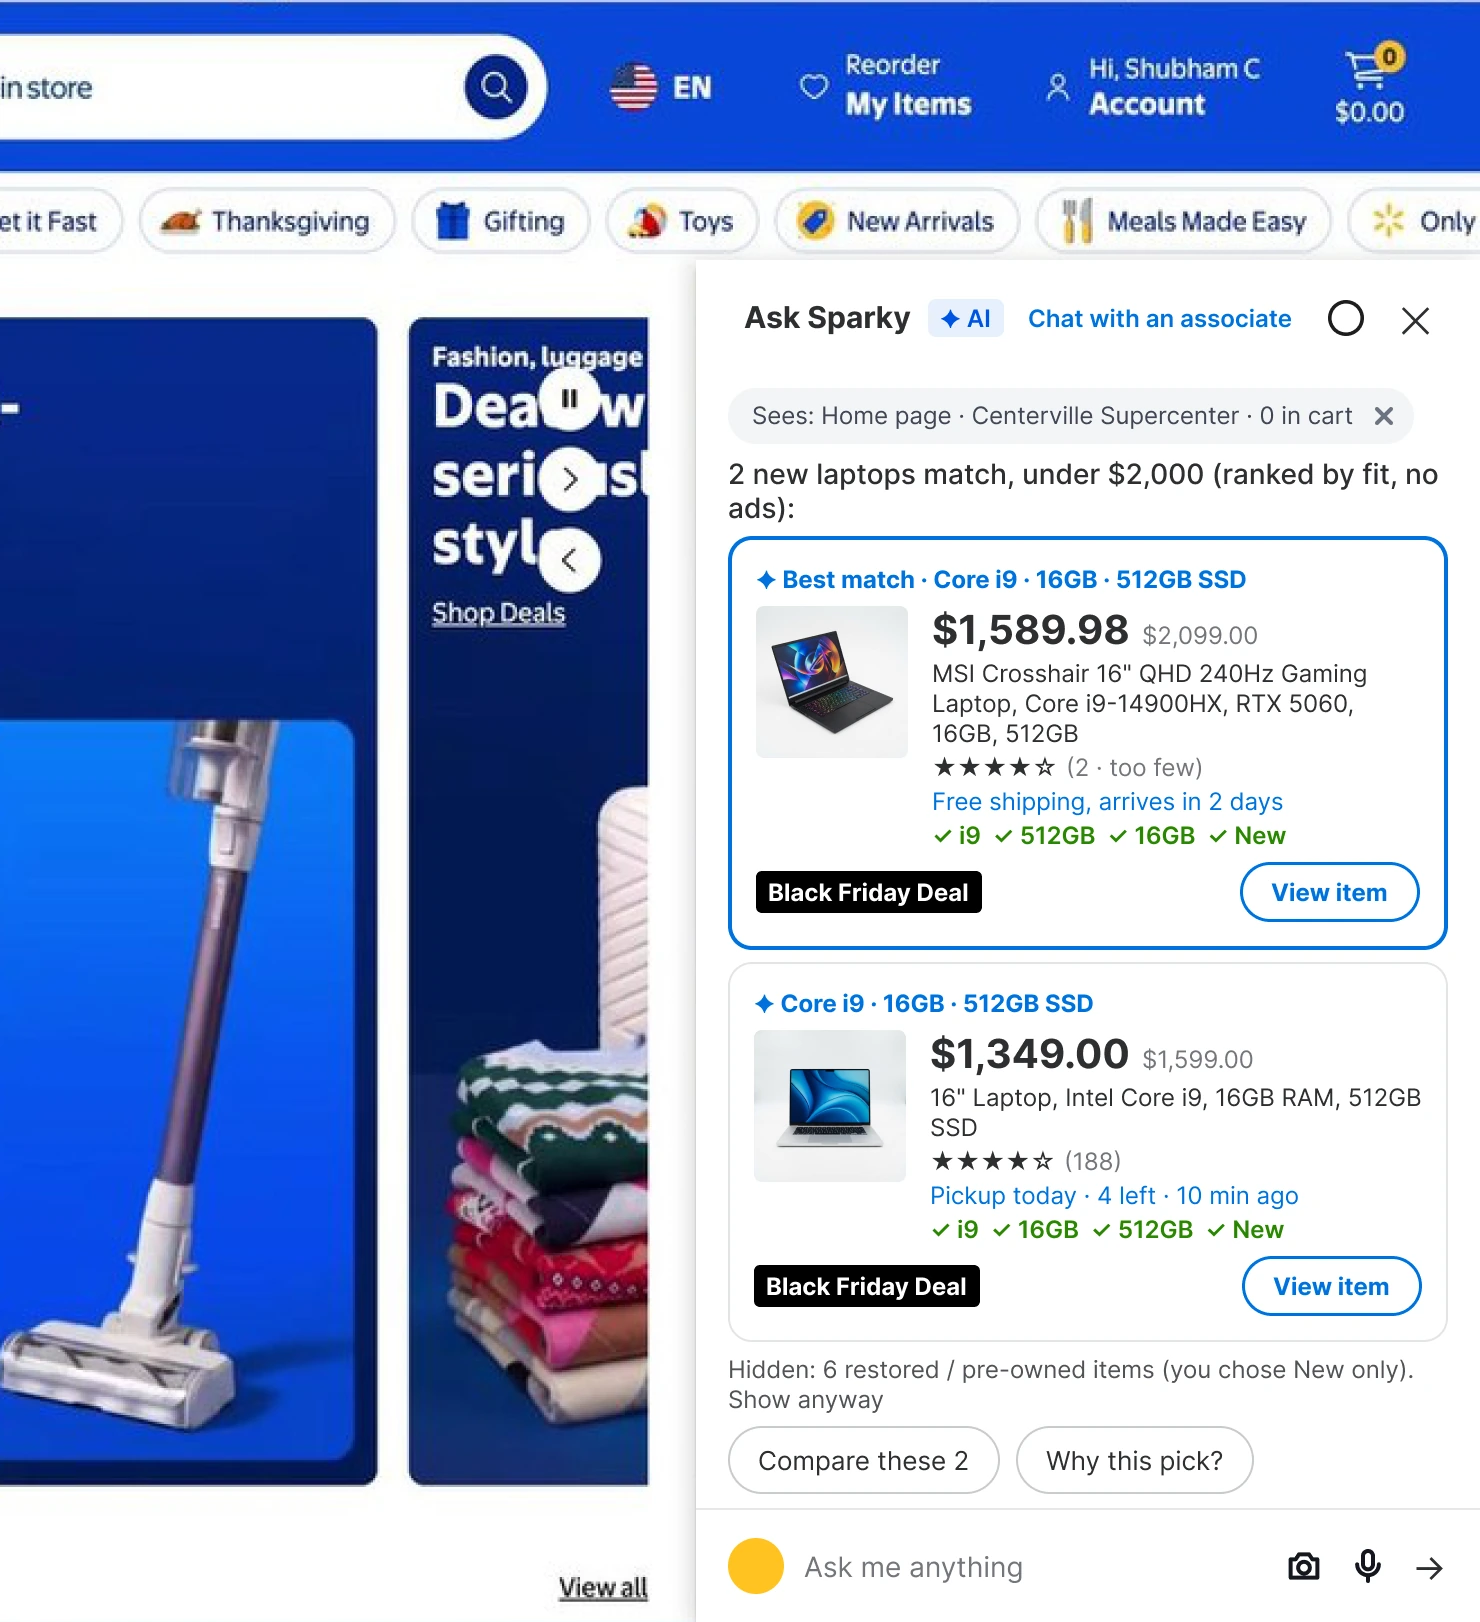 in store
EN
Reorder
My Items
Hi, Shubham C
Account
0
$0.00
et it Fast
Thanksgiving
Gifting
Toys
New Arrivals
Meals Made Easy
Only
Fashion, luggage
Shop Deals
View all
Ask Sparky
AI
Chat with an associate
Sees: Home page · Centerville Supercenter · 0 in cart
2 new laptops match, under $2,000 (ranked by fit, no
ads):
Best match · Core i9 · 16GB · 512GB SSD
$1,589.98 $2,099.00
MSI Crosshair 16" QHD 240Hz Gaming
Laptop, Core i9-14900HX, RTX 5060,
16GB, 512GB
★★★★☆ (2 · too few)
Free shipping, arrives in 2 days
✓ i9 ✓ 512GB ✓ 16GB ✓ New
Black Friday Deal
View item
Core i9 · 16GB · 512GB SSD
$1,349.00 $1,599.00
16" Laptop, Intel Core i9, 16GB RAM, 512GB
SSD
★★★★☆ (188)
Pickup today · 4 left · 10 min ago
✓ i9 ✓ 16GB ✓ 512GB ✓ New
Black Friday Deal
View item
Hidden: 6 restored / pre-owned items (you chose New only).
Show anyway
Compare these 2
Why this pick?
Ask me anything